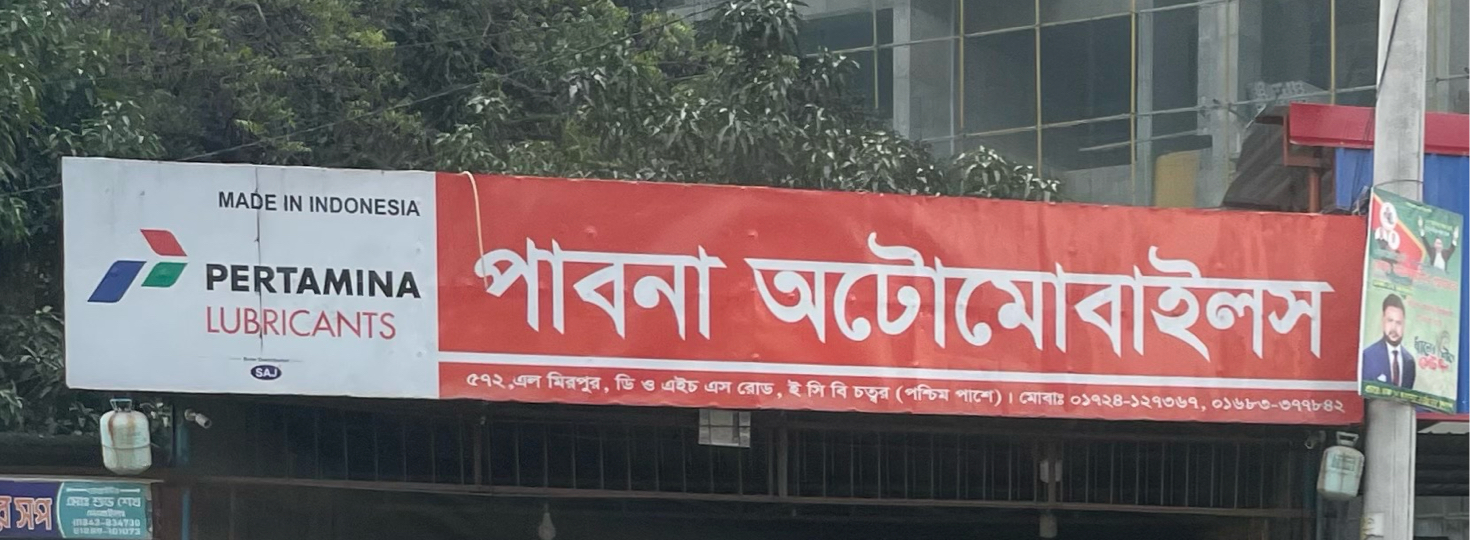 MADE IN INDONESIA
PERTAMINA
LUBRICANTS
SAJ
পাবনা অটোমোবাইলস
৫৭২,এল মিরপুর, ডি ও এইচ এস রোড, ই সি বি চত্বর (পশ্চিম পাশে)। মোবাঃ ০১৭২৪-১২৭৩৬৭, ০১৬৮৩-৩৭৭৮৪২